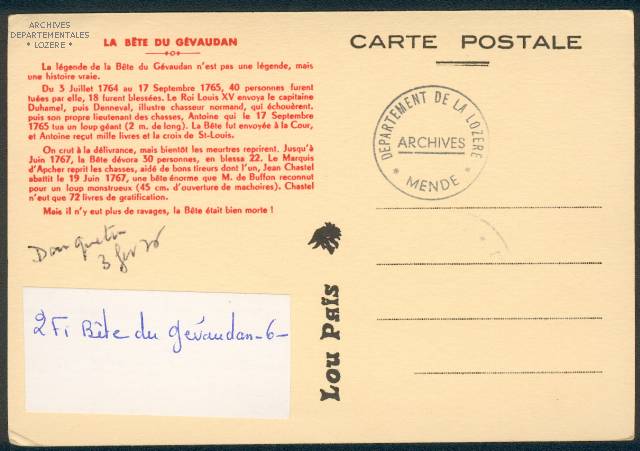 ARCHIVES
DEPARTEMENTALES
* LOZERE *
LA BÊTE DU GÉVAUDAN
La légende de la Bête du Gévaudan n'est pas une légende, mais
une histoire vraie.
Du 3 Juillet 1764 au 17 Septembre 1765, 40 personnes furent
tuées par elle, 18 furent blessées. Le Roi Louis XV envoya le capitaine
Duhamel, puis Denneval, illustre chasseur normand, qui échouèrent,
puis son propre lieutenant des chasses, Antoine qui le 17 septembre
1765 tua un loup géant (2 m. de long). La Bête fut envoyée à la Cour,
et Antoine reçut mille livres et la croix de St-Louis.
On crut à la délivrance, mais bientôt les meurtres reprirent. Jusqu'à
Juin 1767, la Bête dévora 30 personnes, en blessa 22. Le Marquis
d'Apcher reprit les chasses, aidé de bons tireurs dont l'un, Jean Chastel
abattit le 19 Juin 1767, une bête énorme que M. de Buffon reconnut
pour un loup monstrueux (45 cm. d'ouverture de machoires). Chastel
n'eut que 72 livres de gratification.
Mais il n'y eut plus de ravages, la Bête était bien morte !
3
2 Fi Bête du gévaudan-6-
Lou Païs
CARTE POSTALE
DEPARTEMENT DE LA LOZERE
ARCHIVES
* MENDE *